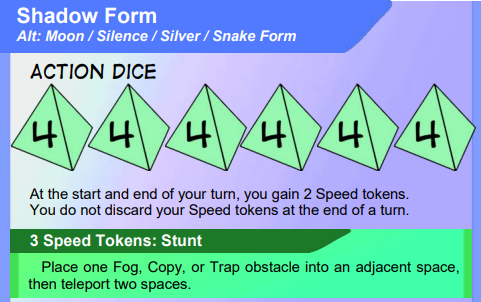 Shadow Form
Alt: Moon / Silence / Silver / Snake Form
ACTION DICE
4 4 4 4 4 4
At the start and end of your turn, you gain 2 Speed tokens.
You do not discard your Speed tokens at the end of a turn.
3 Speed Tokens: Stunt
Place one Fog, Copy, or Trap obstacle into an adjacent space,
then teleport two spaces.